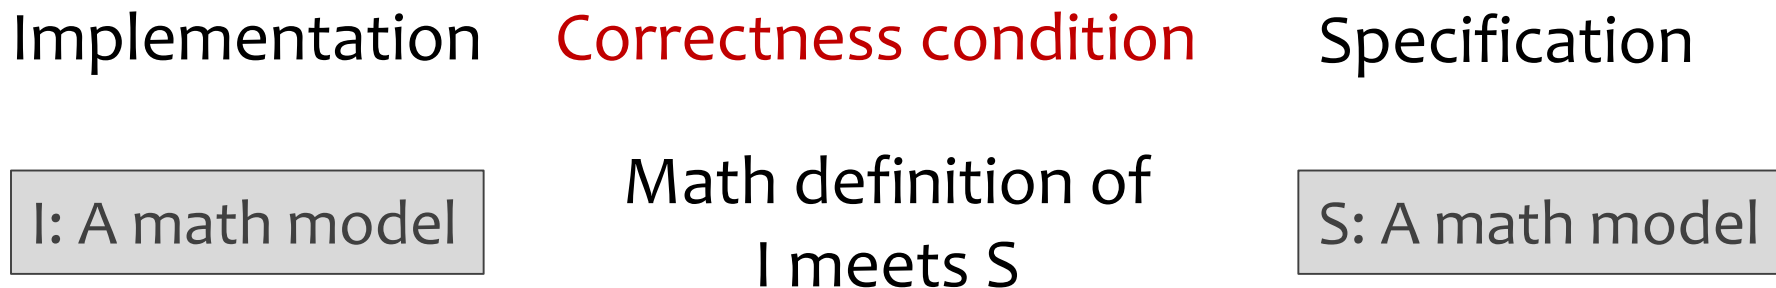 Implementation
Correctness condition
Specification
I: A math model
Math definition of
I meets S
S: A math model